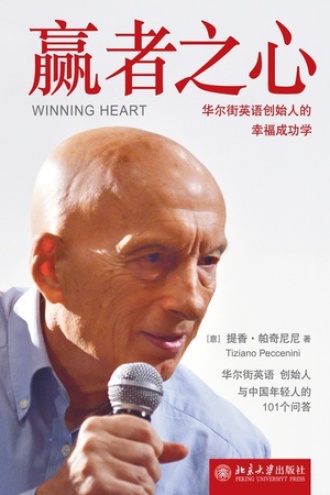 赢者之心
WINNING HEART
华尔街英语创始人的
幸福成功学
［意］提香·帕奇尼尼 著
Tiziano Peccenini
华尔街英语 创始人
与中国年轻人的
101个问答
北京大学出版社
PEKING UNIVERSITY PRESS